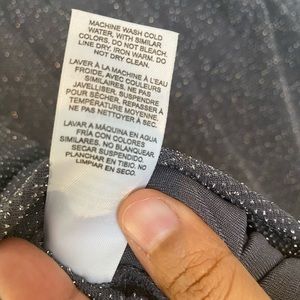 MACHINE WASH COLD
WATER, WITH SIMILAR
COLORS, DO NOT BLEACH.
LINE DRY. IRON WARM. DO
NOT DRY CLEAN.
LAVER À LA MACHINE À L'EAU
FROIDE, AVEC COULEURS
SIMILAIRES, NE PAS
JAVELLISER, SUSPENDRE
POUR SÉCHER. REPASSER
TEMPÉRATURE MOYENNE
NE PAS NETTOYER À SEC.
LAVAR A MÁQUINA EN AGUA
FRÍA CON COLORES
SIMILARES. NO BLANQUEAR.
SECAR SUSPENDIDO.
PLANCHAR EN TIBIO. NO
LIMPIAR EN SECO.